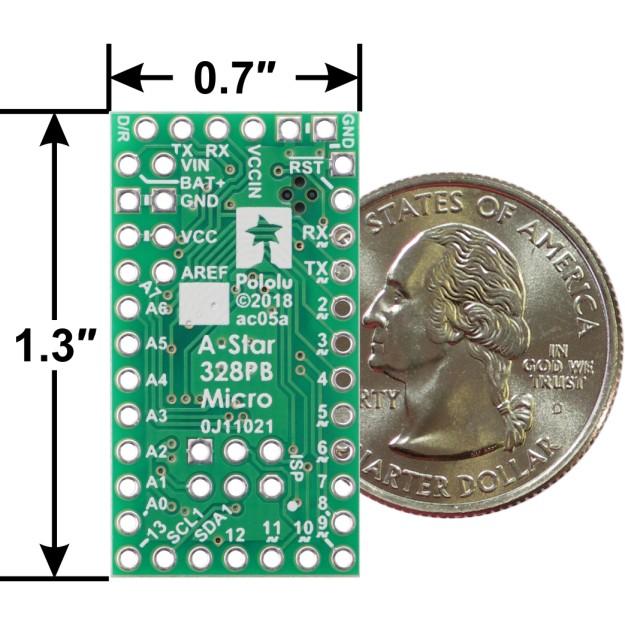 0.7″
1.3″
D/R
TX
RX
VCCIN
GND
VIN
BAT+
RST
GND
VCC
RX
~
AREF
TX
~
A7
Pololu
©2018
ac05a
A6
2
~
A-Star
328PB
Micro
0J11021
A5
3
~
A4
4
A3
5
~
A2
ISP
6
~
A1
7
A0
8
13
SCL1
SDA1
12
11
~
10
~
9
~
STATES OF AMERICA
IN
GOD WE
TRUST
D
RTY
ARTER DOLLAR